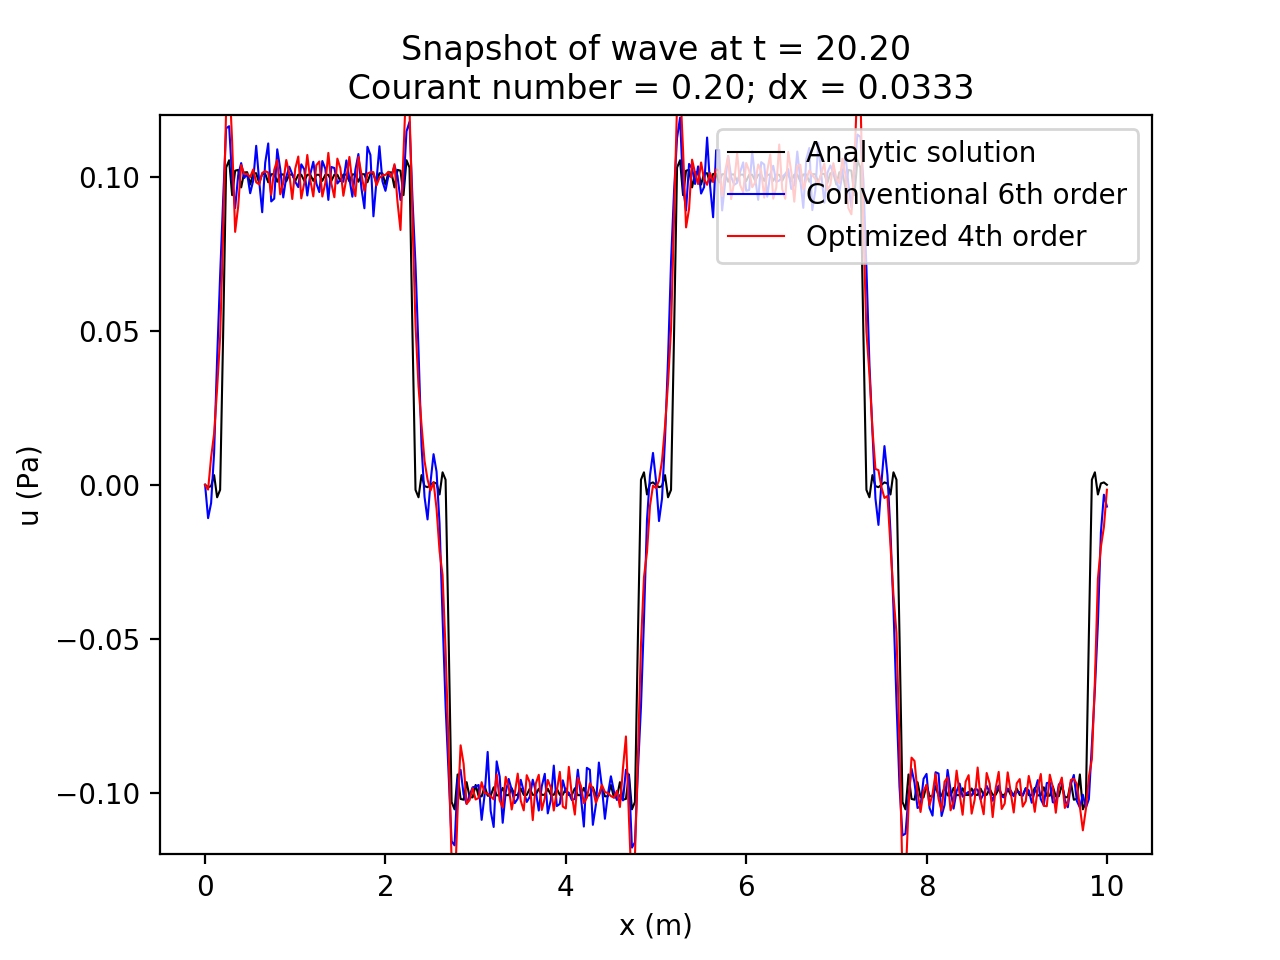 Snapshot of wave at t = 20.20
Courant number = 0.20; dx = 0.0333
Analytic solution
Conventional 6th order
Optimized 4th order
u (Pa)
0.10
0.05
0.00
−0.05
−0.10
0 2 4 6 8 10
x (m)